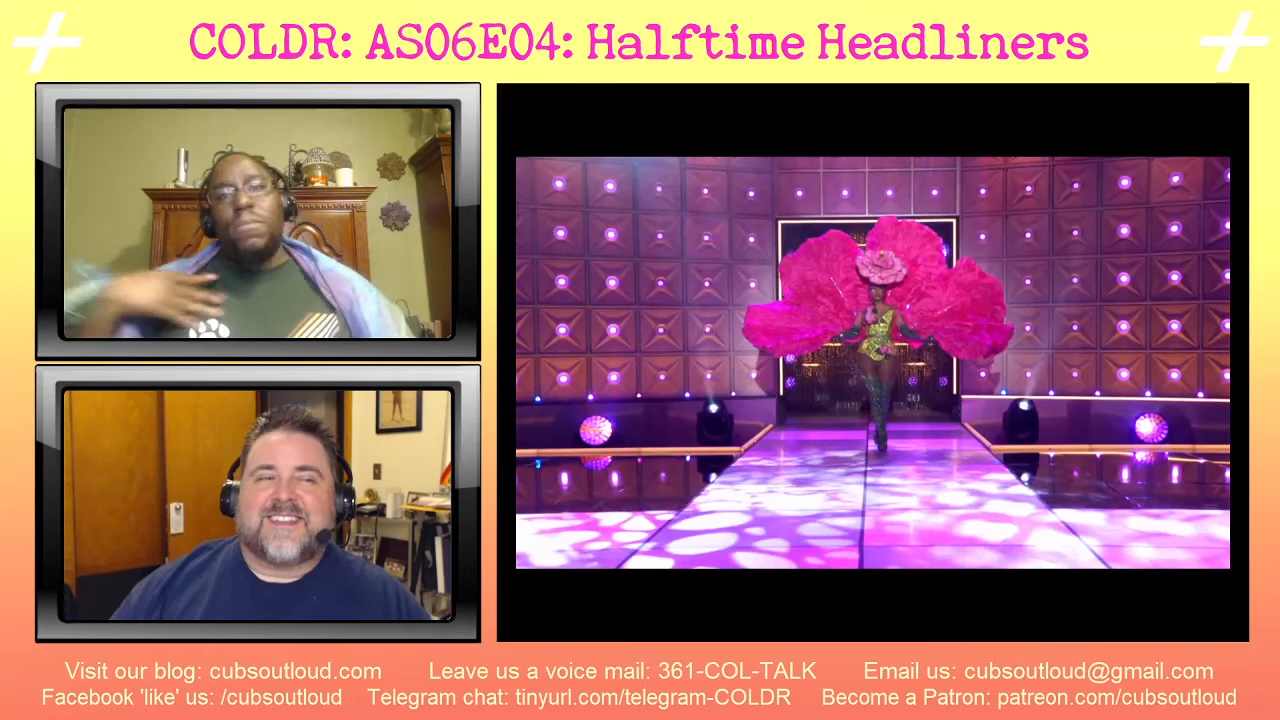 COLDR: AS06E04: Halftime Headliners
Visit our blog: cubsoutloud.com Leave us a voice mail: 361-COL-TALK Email us: cubsoutloud@gmail.com
Facebook 'like' us: /cubsoutloud Telegram chat: tinyurl.com/telegram-COLDR Become a Patron: patreon.com/cubsoutloud